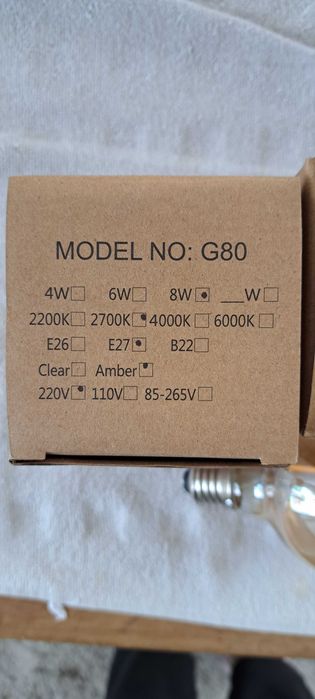 MODEL NO: G80
4W☐ 6W☐ 8W☒ ___W☐
2200K☐ 2700K☒ 4000K☐ 6000K☐
E26☐ E27☒ B22☐
Clear☐ Amber☒
220V☒ 110V☐ 85-265V☐